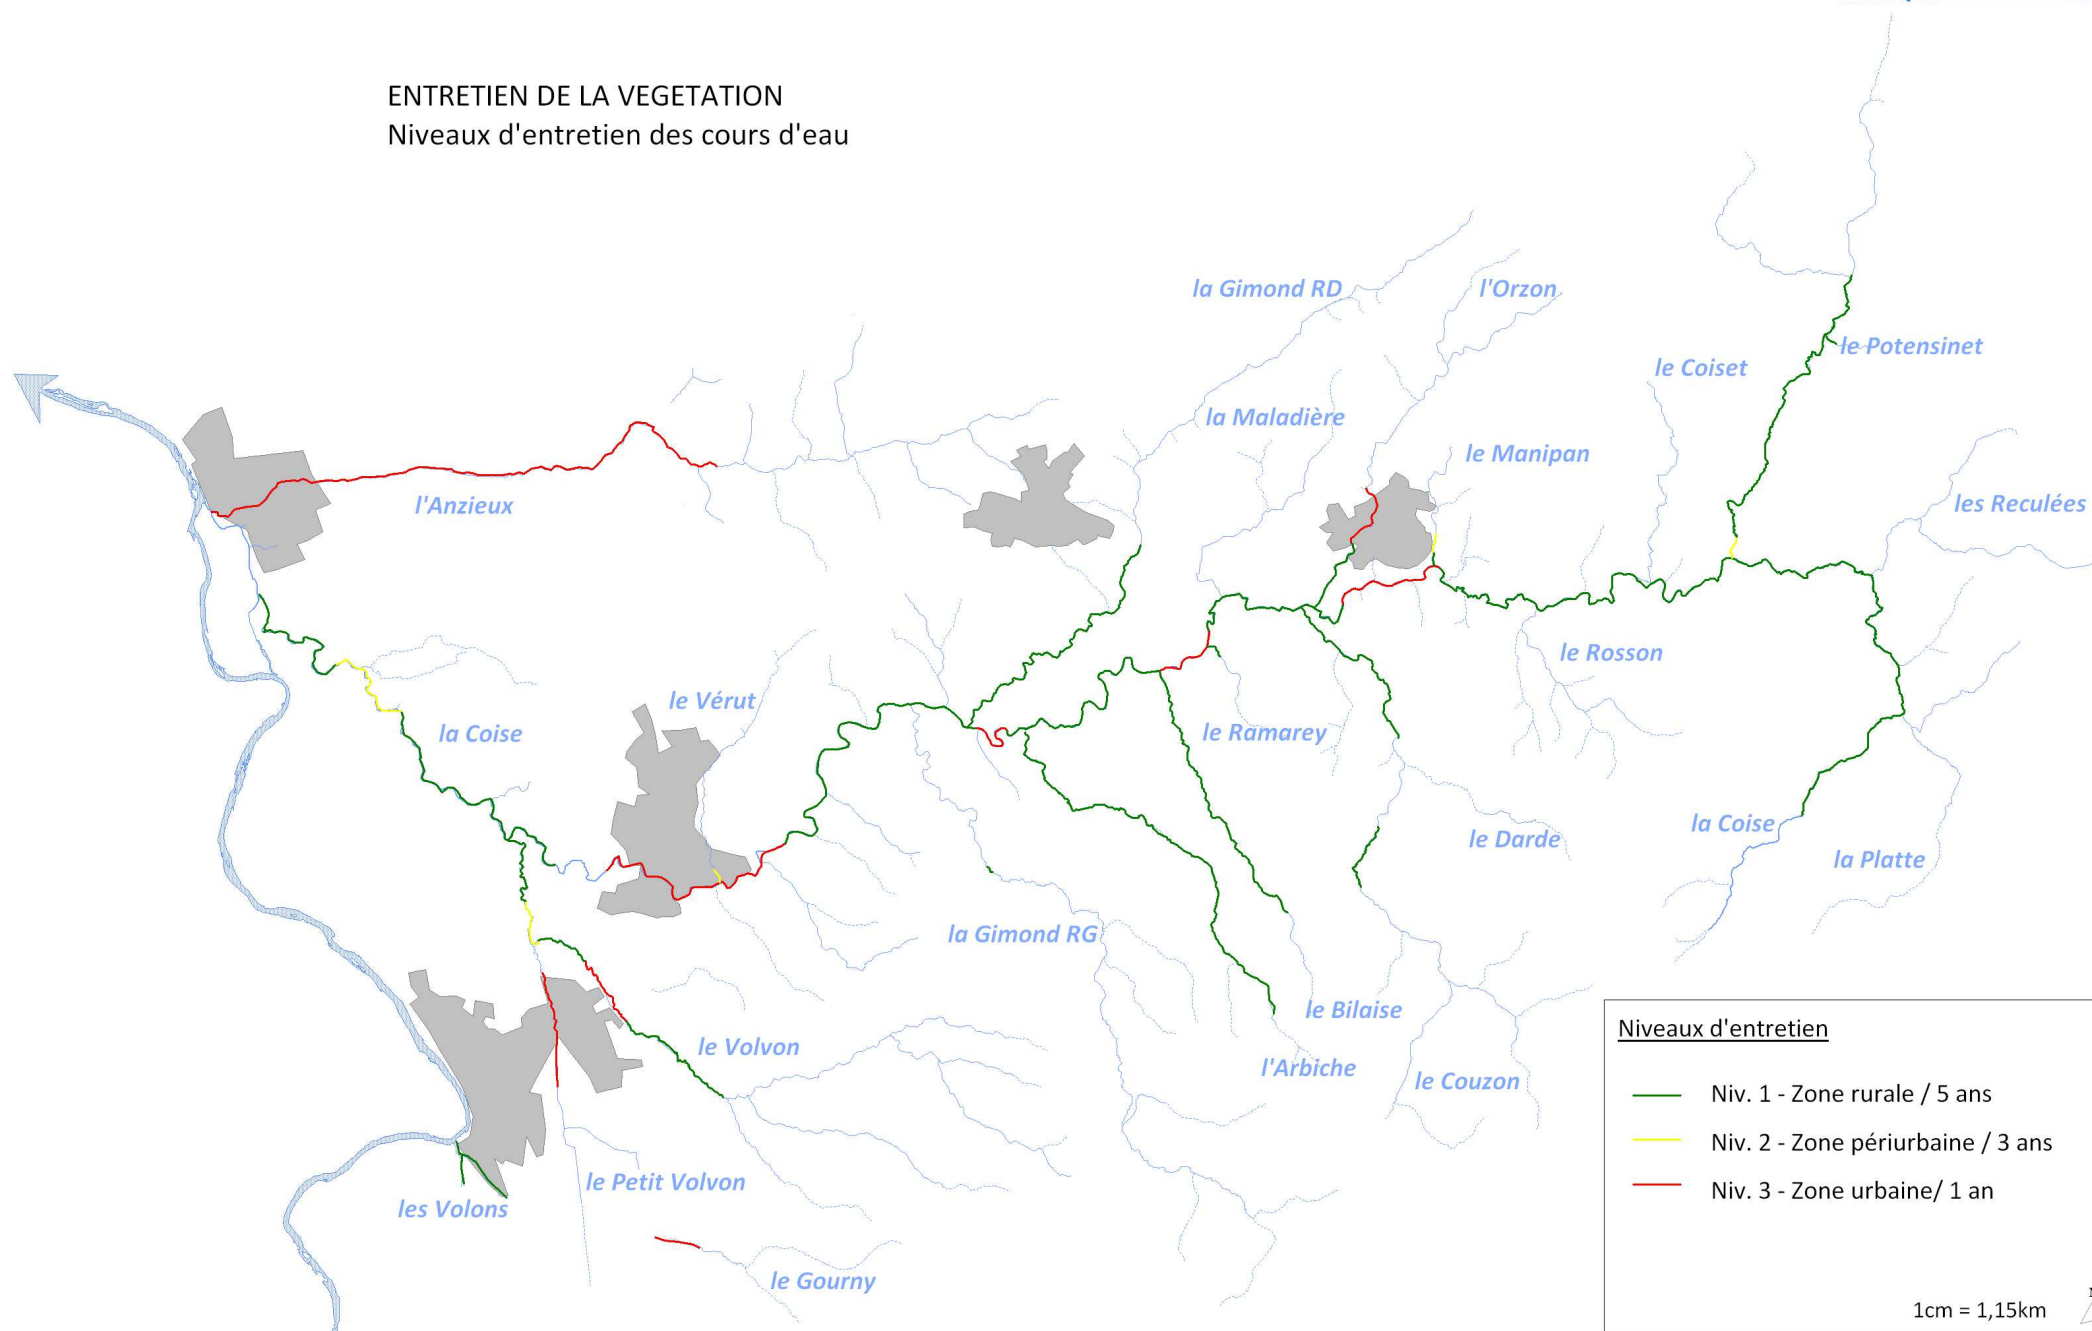 ENTRETIEN DE LA VEGETATION
Niveaux d'entretien des cours d'eau
la Gimond RD
l'Orzon
le Potensinet
le Coiset
la Maladière
le Manipan
l'Anzieux
les Reculées
le Rosson
le Vérut
la Coise
le Ramarey
la Coise
le Darde
la Platte
la Gimond RG
le Bilaise
le Volvon
l'Arbiche
le Couzon
le Petit Volvon
les Volons
le Gourny
Niveaux d'entretien
Niv. 1 - Zone rurale / 5 ans
Niv. 2 - Zone périurbaine / 3 ans
Niv. 3 - Zone urbaine/ 1 an
1cm = 1,15km